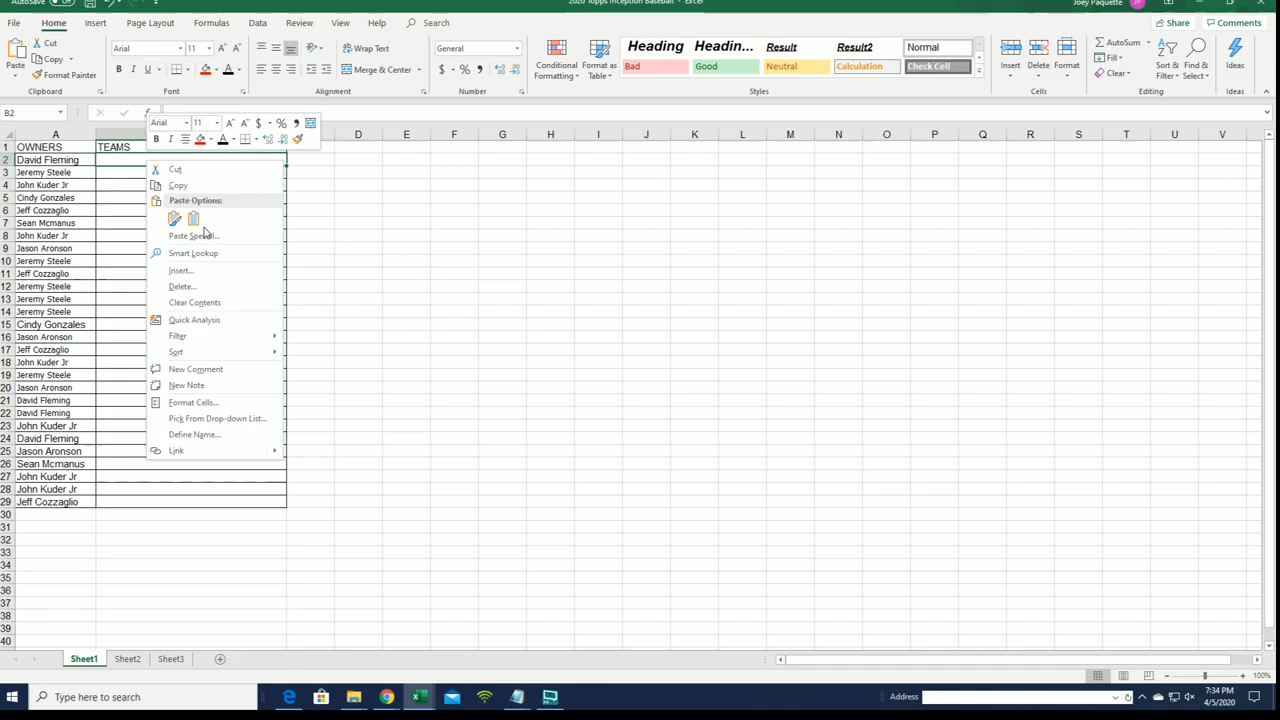 AutoSave
2020 Topps Inception Baseball - Excel
Joey Paquette
JP
File Home Insert Page Layout Formulas Data Review View Help Search
Share Comments
Paste
Cut
Copy
Format Painter
Clipboard
Arial 11
B I U
Font
Wrap Text
Merge & Center
Alignment
General
$ % ,
Number
Conditional Formatting
Format as Table
Heading Headin... Result Result2 Normal
Bad Good Neutral Calculation Check Cell
Styles
Insert Delete Format
Cells
AutoSum
Fill
Clear
Sort & Filter
Find & Select
Editing
Ideas
Ideas
B2
Arial 11 A A $ % ,
B I
A D E F G H I J K L M N O P Q R S T U V
1 OWNERS TEAMS
2 David Fleming
3 Jeremy Steele
4 John Kuder Jr
5 Cindy Gonzales
6 Jeff Cozzaglio
7 Sean Mcmanus
8 John Kuder Jr
9 Jason Aronson
10 Jeremy Steele
11 Jeff Cozzaglio
12 Jeremy Steele
13 Jeremy Steele
14 Jeremy Steele
15 Cindy Gonzales
16 Jason Aronson
17 Jeff Cozzaglio
18 John Kuder Jr
19 Jeremy Steele
20 Jason Aronson
21 David Fleming
22 David Fleming
23 John Kuder Jr
24 David Fleming
25 Jason Aronson
26 Sean Mcmanus
27 John Kuder Jr
28 John Kuder Jr
29 Jeff Cozzaglio
30
31
32
33
34
35
36
37
38
39
40
Cut
Copy
Paste Options:
Paste Special...
Smart Lookup
Insert...
Delete...
Clear Contents
Quick Analysis
Filter
Sort
New Comment
New Note
Format Cells...
Pick From Drop-down List...
Define Name...
Link
Sheet1 Sheet2 Sheet3
100%
Type here to search
Address
7:34 PM
4/5/2020